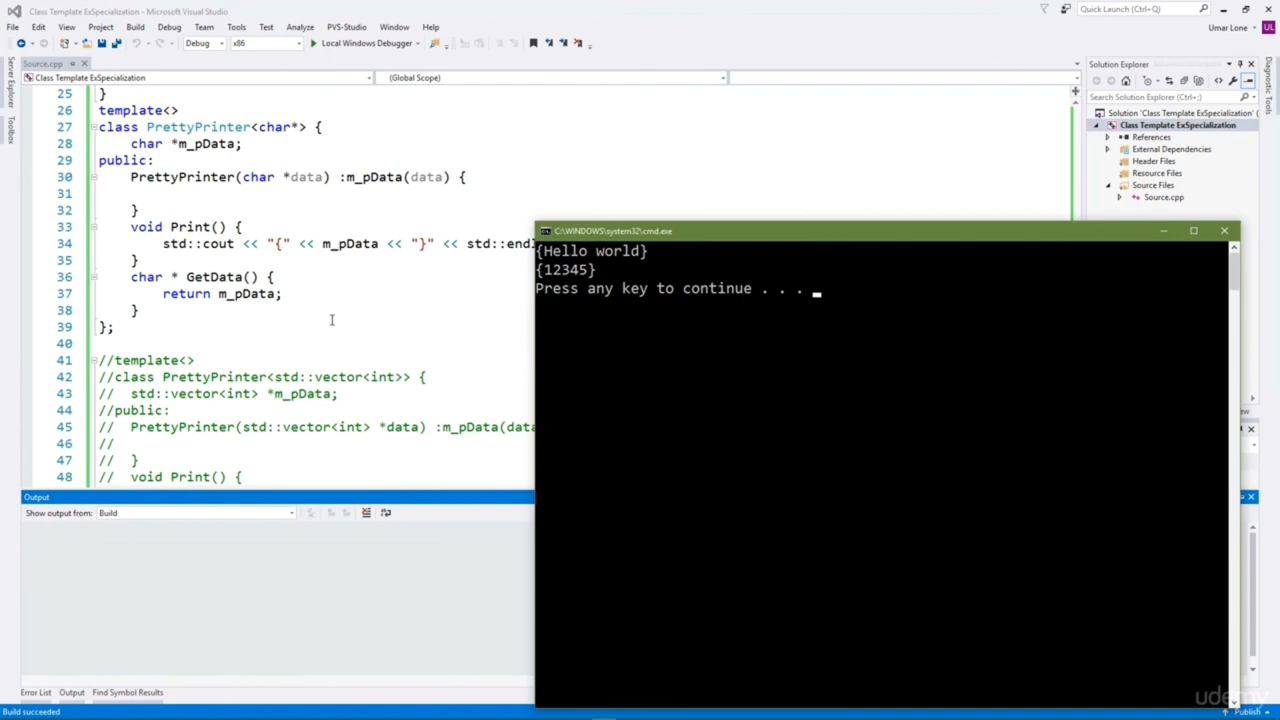 Class Template ExSpecialization - Microsoft Visual Studio
Quick Launch (Ctrl+Q)
File Edit View Project Build Debug Team Tools Test Analyze PVS-Studio Window Help
Umar Lone UL
Debug x86 Local Windows Debugger
Server Explorer
Toolbox
Source.cpp
Class Template ExSpecialization (Global Scope)
25 }
26 template<>
27 class PrettyPrinter<char*> {
28 char *m_pData;
29 public:
30 PrettyPrinter(char *data) :m_pData(data) {
31
32 }
33 void Print() {
34 std::cout << "{" << m_pData << "}" << std::endl
35 }
36 char * GetData() {
37 return m_pData;
38 }
39 };
40
41 //template<>
42 //class PrettyPrinter<std::vector<int>> {
43 // std::vector<int> *m_pData;
44 //public:
45 // PrettyPrinter(std::vector<int> *data) :m_pData(data
46 //
47 // }
48 // void Print() {
C:\WINDOWS\system32\cmd.exe
{Hello world}
{12345}
Press any key to continue . . .
Solution Explorer
Search Solution Explorer (Ctrl+;)
Solution 'Class Template ExSpecialization' (
Class Template ExSpecialization
References
External Dependencies
Header Files
Resource Files
Source Files
Source.cpp
Diagnostic Tools
Output
Show output from: Build
Error List Output Find Symbol Results
Build succeeded
Publish
udemy